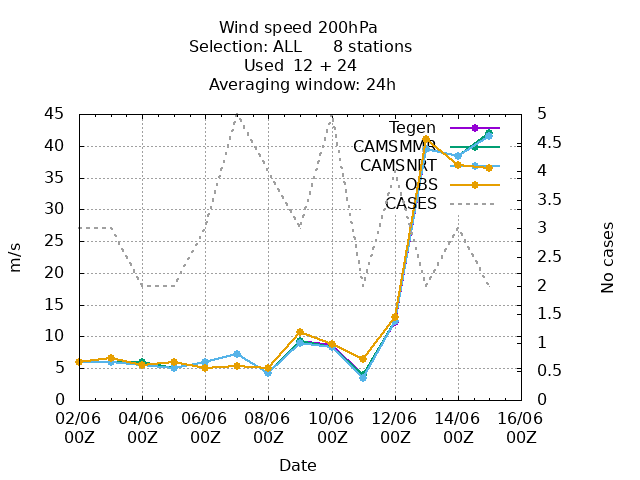 Wind speed 200hPa
Selection: ALL 8 stations
Used 12 + 24
Averaging window: 24h
Tegen
CAMSMMR
CAMSNRT
OBS
CASES
45
40
35
30
25
20
15
10
5
0
m/s
5
4.5
4
3.5
3
2.5
2
1.5
1
0.5
0
No cases
02/06 04/06 06/06 08/06 10/06 12/06 14/06 16/06
00Z 00Z 00Z 00Z 00Z 00Z 00Z 00Z
Date